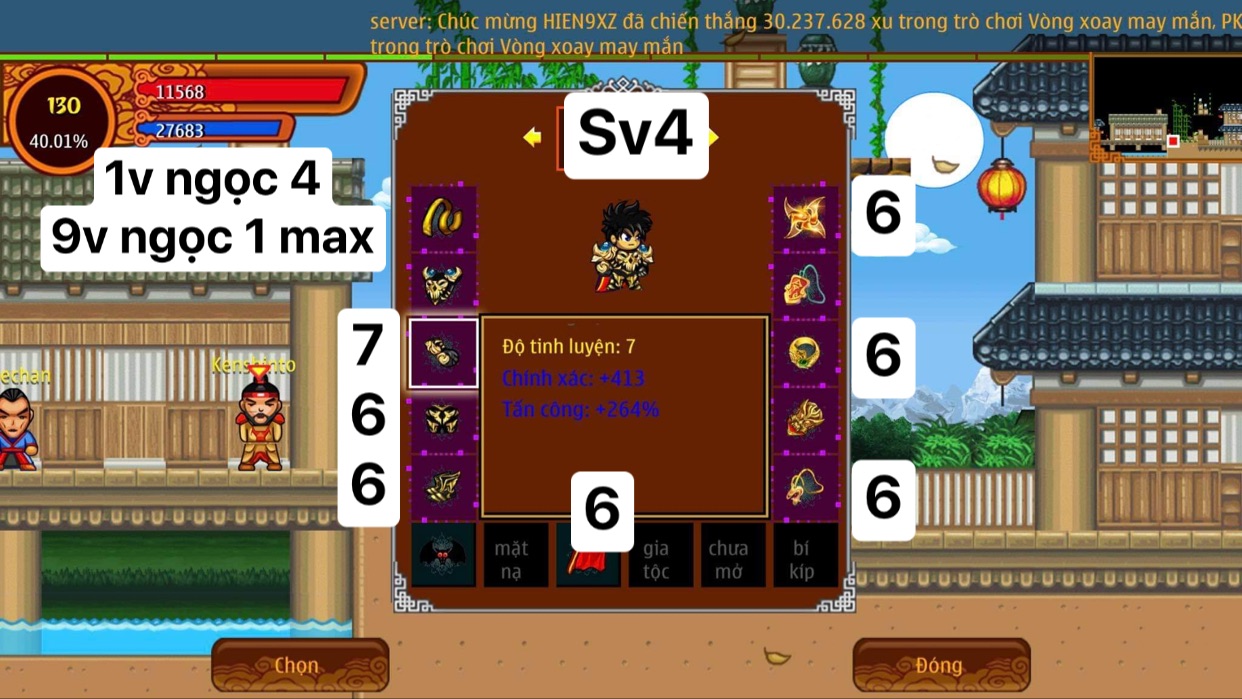 server: Chúc mừng HIEN9XZ đã chiến thắng 30.237.628 xu trong trò chơi Vòng xoay may mắn, PK
trong trò chơi Vòng xoay may mắn
130
40.01%
11568
27683
1v ngọc 4
9v ngọc 1 max
Sv4
6
7
6
6
6
6
6
echan
Kenshinto
Độ tinh luyện: 7
Chính xác: +413
Tấn công: +264%
mặt
nạ
gia
tộc
chưa
mở
bí
kíp
Chọn
Đóng